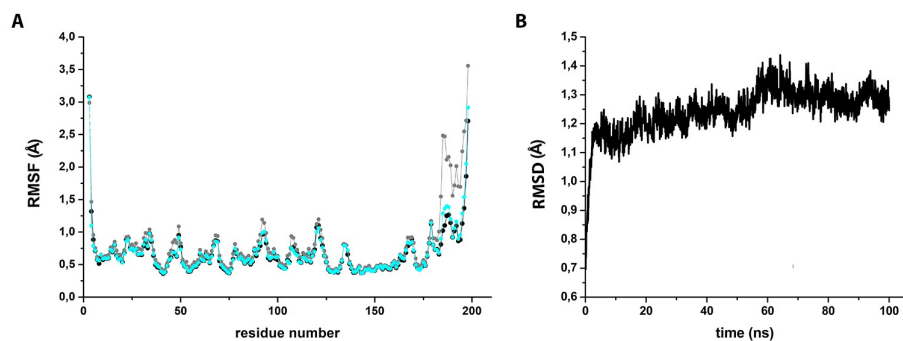 A
4,0
3,5
3,0
2,5
2,0
1,5
1,0
0,5
0,0
RMSF (Å)
0 50 100 150 200
residue number
B
1,5
1,4
1,3
1,2
1,1
1,0
0,9
0,8
0,7
0,6
RMSD (Å)
0 20 40 60 80 100
time (ns)